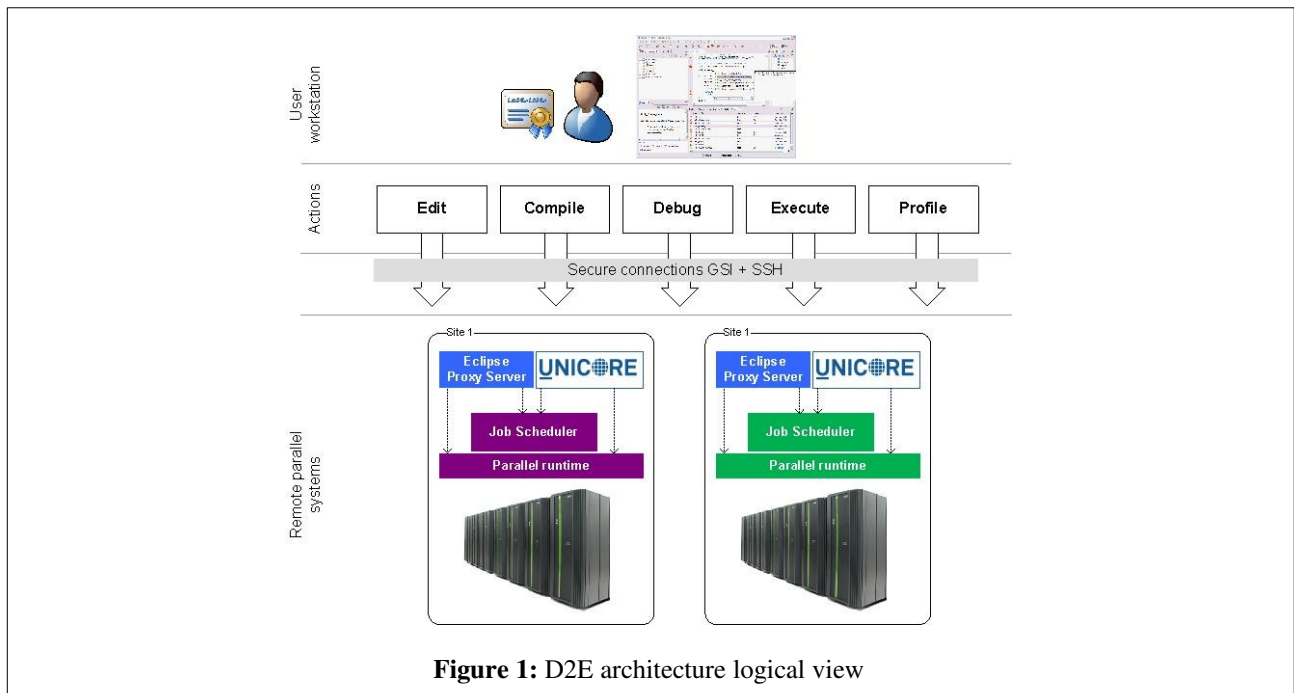 User
workstation
Actions
Edit
Compile
Debug
Execute
Profile
Secure connections GSI + SSH
Remote parallel
systems
Site 1
Eclipse
Proxy Server
UNICORE
Job Scheduler
Parallel runtime
Site 1
Eclipse
Proxy Server
UNICORE
Job Scheduler
Parallel runtime
Figure 1: D2E architecture logical view